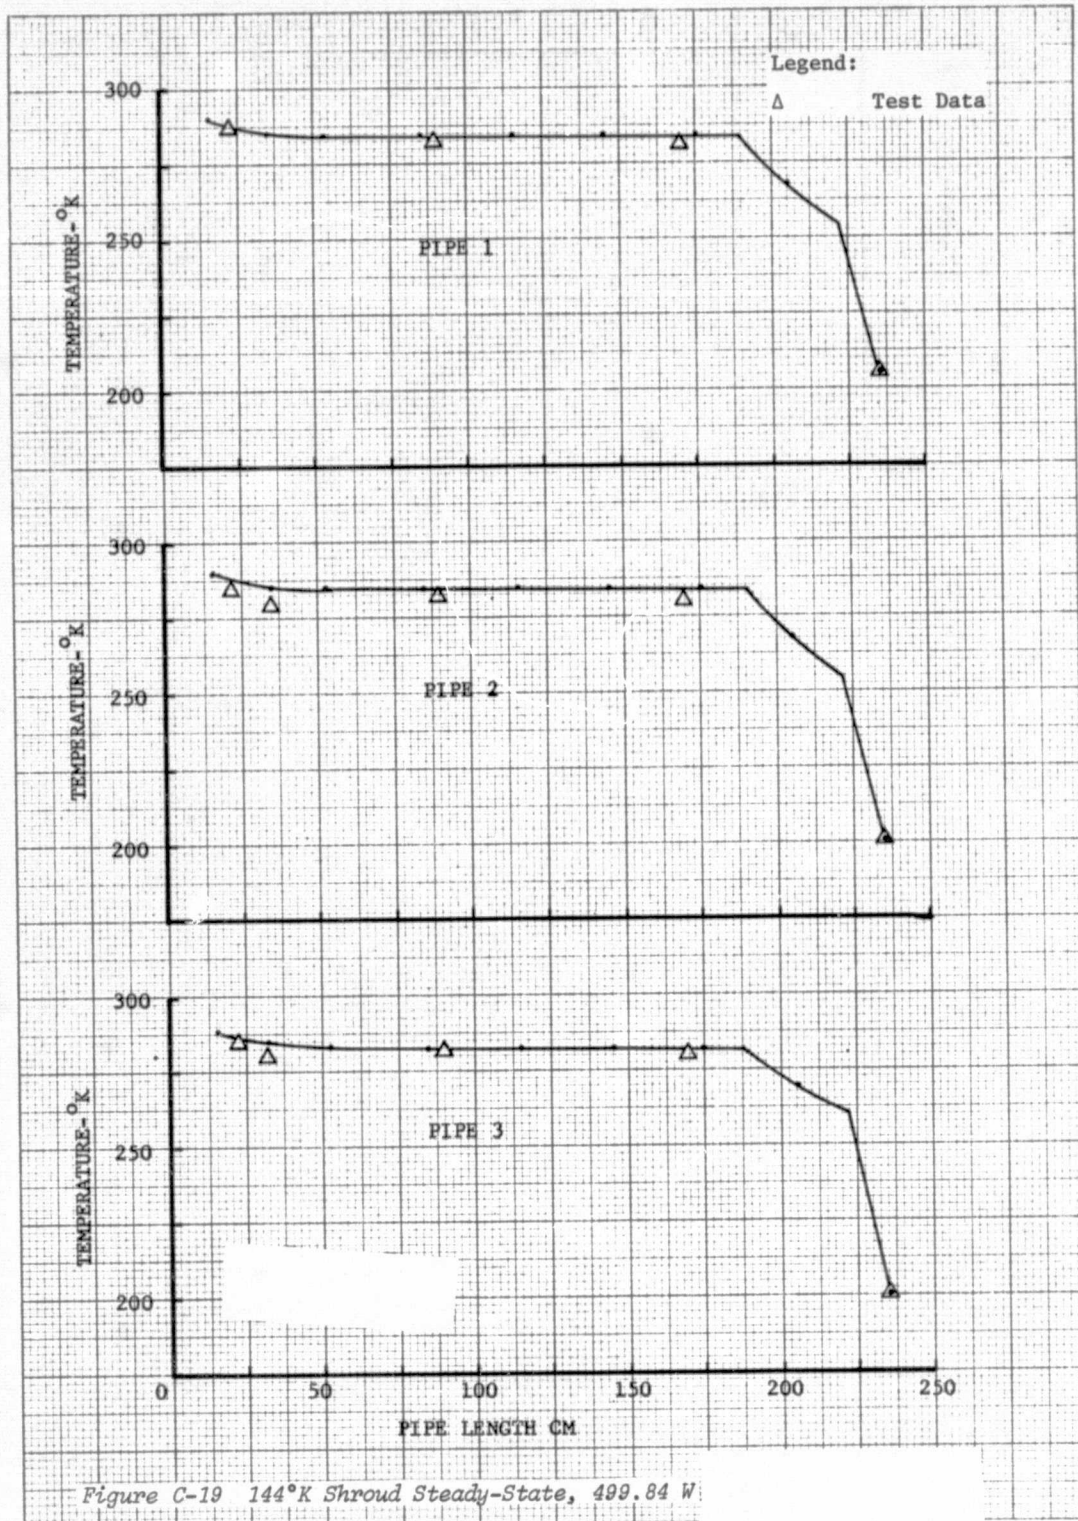 Legend:
Δ Test Data
300
250
200
TEMPERATURE-°K
PIPE 1
300
250
200
TEMPERATURE-°K
PIPE 2
300
250
200
TEMPERATURE-°K
PIPE 3
0 50 100 150 200 250
PIPE LENGTH CM
Figure C-19 144°K Shroud Steady-State, 499.84 W